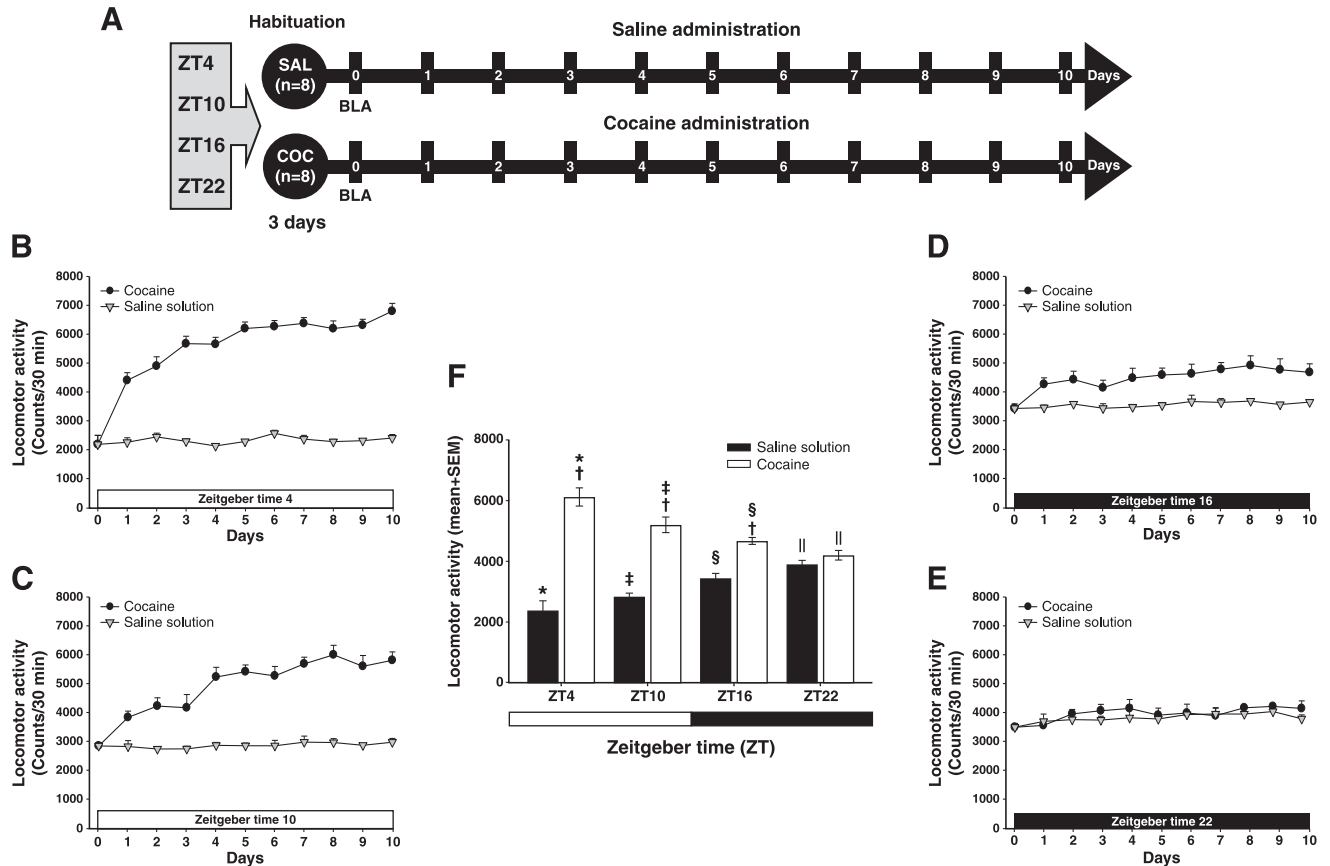 A
Habituation
ZT4
ZT10
ZT16
ZT22
SAL
(n=8)
Saline administration
0 1 2 3 4 5 6 7 8 9 10 Days
BLA
Cocaine administration
COC
(n=8)
0 1 2 3 4 5 6 7 8 9 10 Days
BLA
3 days
B
Locomotor activity
(Counts/30 min)
8000
7000
6000
5000
4000
3000
2000
1000
0
Cocaine
Saline solution
Zeitgeber time 4
0 1 2 3 4 5 6 7 8 9 10
Days
C
Locomotor activity
(Counts/30 min)
8000
7000
6000
5000
4000
3000
2000
1000
0
Cocaine
Saline solution
Zeitgeber time 10
0 1 2 3 4 5 6 7 8 9 10
Days
F
Locomotor activity (mean+SEM)
8000
6000
4000
2000
0
Saline solution
Cocaine
* * † ‡ ‡ † § § † || ||
ZT4 ZT10 ZT16 ZT22
Zeitgeber time (ZT)
D
Locomotor activity
(Counts/30 min)
8000
7000
6000
5000
4000
3000
2000
1000
0
Cocaine
Saline solution
Zeitgeber time 16
0 1 2 3 4 5 6 7 8 9 10
Days
E
Locomotor activity
(Counts/30 min)
8000
7000
6000
5000
4000
3000
2000
1000
0
Cocaine
Saline solution
Zeitgeber time 22
0 1 2 3 4 5 6 7 8 9 10
Days